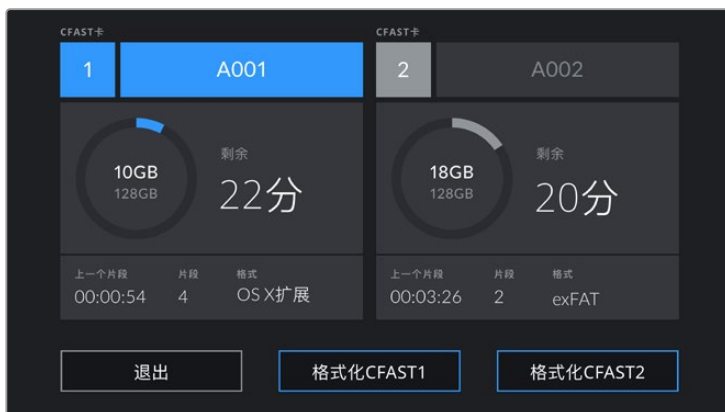 CFAST卡
1
A001
10GB
128GB
剩余
22分
上一个片段 片段 格式
00:00:54 4 OS X扩展
CFAST卡
2
A002
18GB
128GB
剩余
20分
上一个片段 片段 格式
00:03:26 2 exFAT
退出
格式化CFAST1
格式化CFAST2